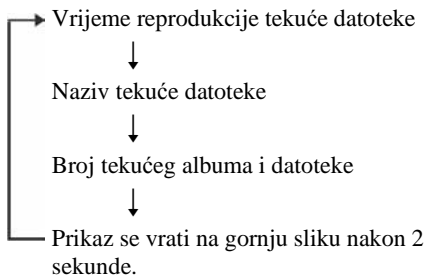 Vrijeme reprodukcije tekuće datoteke
Naziv tekuće datoteke
Broj tekućeg albuma i datoteke
Prikaz se vrati na gornju sliku nakon 2
sekunde.